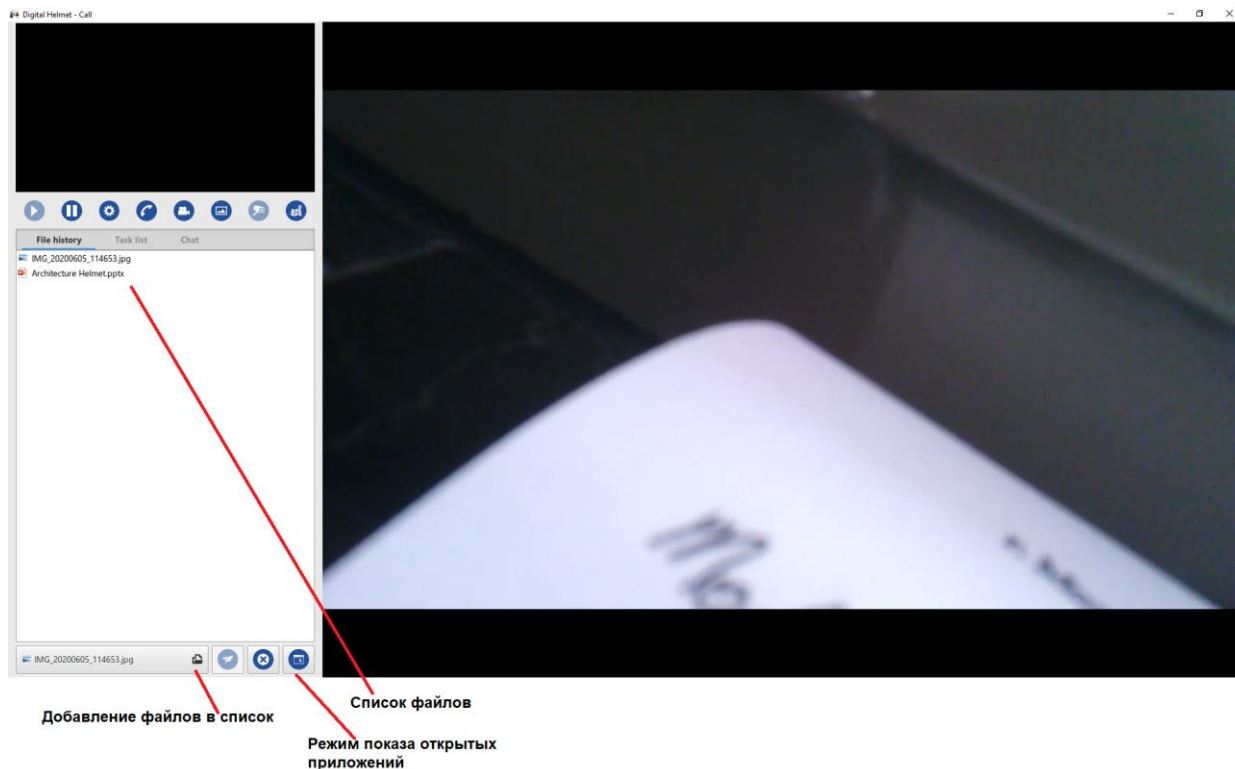 Digital Helmet - Call
File history Task list Chat
IMG_20200605_114653.jpg
Architecture Helmet.pptx
IMG_20200605_114653.jpg
Добавление файлов в список
Список файлов
Режим показа открытых
приложений